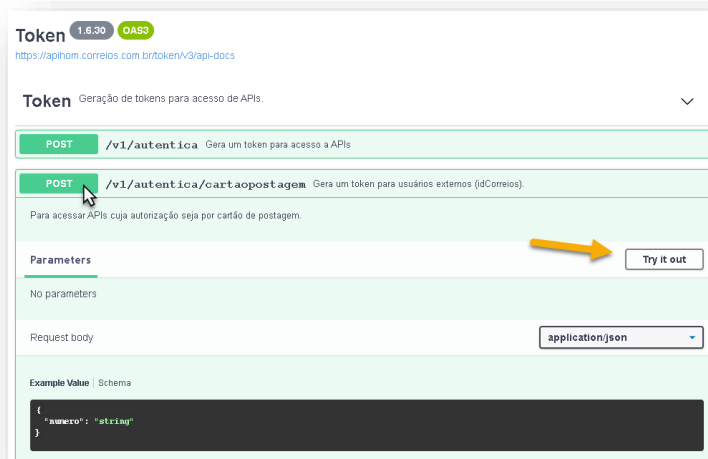 Token 1.6.30 OAS3
https://apihom.correios.com.br/token/v3/api-docs
Token Geração de tokens para acesso de APIs.
POST /v1/autentica Gera um token para acesso a APIs
POST /v1/autentica/cartaopostagem Gera um token para usuários externos (idCorreios).
Para acessar APIs cuja autorização seja por cartão de postagem.
Parameters Try it out
No parameters
Request body application/json
Example Value Schema
{
"numero": "string"
}